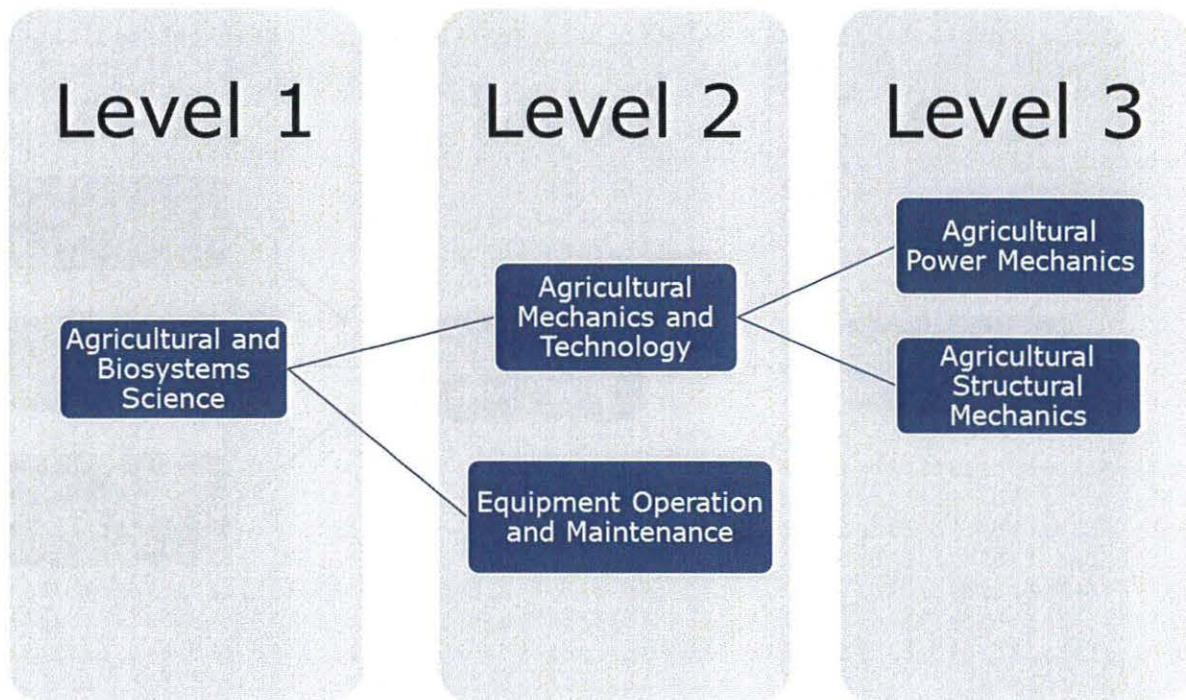 Level 1
Level 2
Level 3
Agricultural and
Biosystems
Science
Agricultural
Mechanics and
Technology
Equipment Operation
and Maintenance
Agricultural
Power Mechanics
Agricultural
Structural
Mechanics